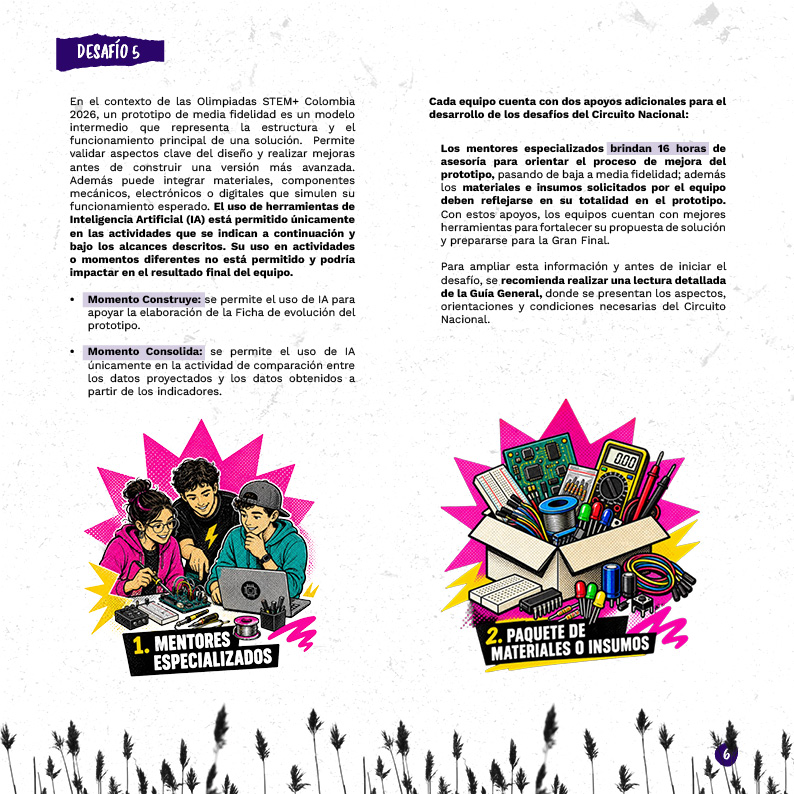 DESAFÍO 5
En el contexto de las Olimpiadas STEM+ Colombia
2026, un prototipo de media fidelidad es un modelo
intermedio que representa la estructura y el
funcionamiento principal de una solución. Permite
validar aspectos clave del diseño y realizar mejoras
antes de construir una versión más avanzada.
Además puede integrar materiales, componentes
mecánicos, electrónicos o digitales que simulen su
funcionamiento esperado. El uso de herramientas de
Inteligencia Artificial (IA) está permitido únicamente
en las actividades que se indican a continuación y
bajo los alcances descritos. Su uso en actividades
o momentos diferentes no está permitido y podría
impactar en el resultado final del equipo.
• Momento Construye: se permite el uso de IA para
apoyar la elaboración de la Ficha de evolución del
prototipo.
• Momento Consolida: se permite el uso de IA
únicamente en la actividad de comparación entre
los datos proyectados y los datos obtenidos a
partir de los indicadores.
1. MENTORES
ESPECIALIZADOS
Cada equipo cuenta con dos apoyos adicionales para el
desarrollo de los desafíos del Circuito Nacional:
Los mentores especializados brindan 16 horas de
asesoría para orientar el proceso de mejora del
prototipo, pasando de baja a media fidelidad; además
los materiales e insumos solicitados por el equipo
deben reflejarse en su totalidad en el prototipo.
Con estos apoyos, los equipos cuentan con mejores
herramientas para fortalecer su propuesta de solución
y prepararse para la Gran Final.
Para ampliar esta información y antes de iniciar el
desafío, se recomienda realizar una lectura detallada
de la Guía General, donde se presentan los aspectos,
orientaciones y condiciones necesarias del Circuito
Nacional.
000
2. PAQUETE DE
MATERIALES O INSUMOS
6